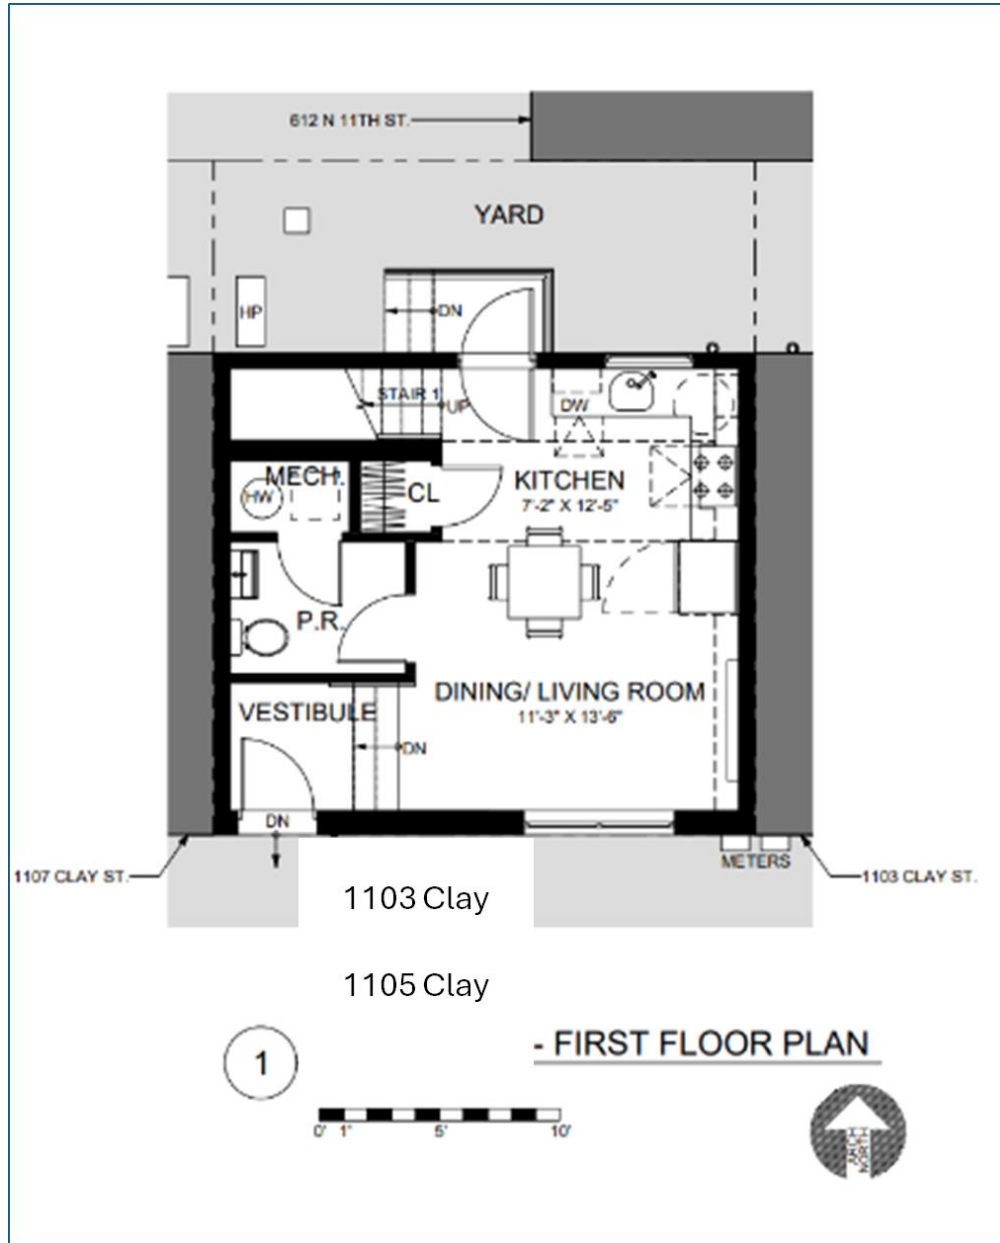 612 N 11TH ST.
YARD
HP
DN
STAIR 1
UP
DW
MECH.
HW
CL
KITCHEN
7'-2" X 12'-5"
P.R.
DINING/ LIVING ROOM
11'-3" X 13'-6"
VESTIBULE
DN
DN
METERS
1107 CLAY ST.
1103 CLAY ST.
1103 Clay
1105 Clay
1
- FIRST FLOOR PLAN
0' 1' 5' 10'
ARCH
NORTH